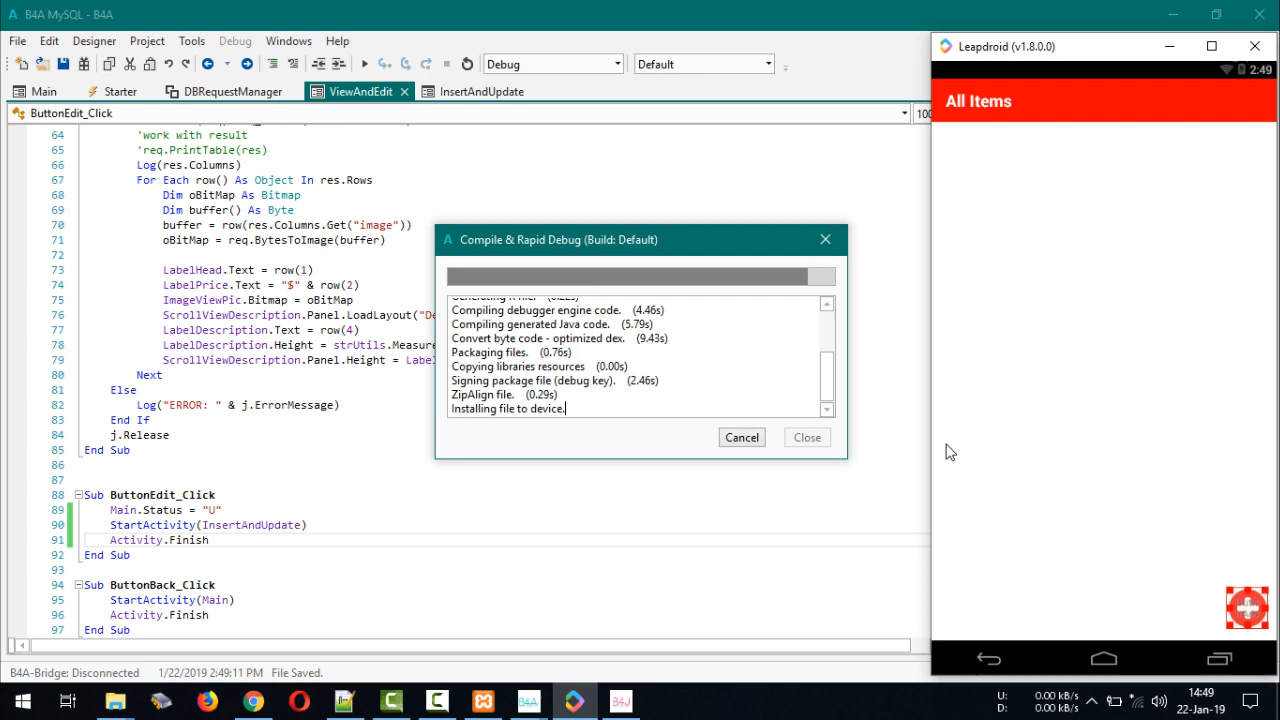 B4A MySQL - B4A
File Edit Designer Project Tools Debug Windows Help
Debug Default
Main Starter DBRequestManager ViewAndEdit InsertAndUpdate
ButtonEdit_Click 100
64 'work with result
65 'req.PrintTable(res)
66 Log(res.Columns)
67 For Each row() As Object In res.Rows
68 Dim oBitMap As Bitmap
69 Dim buffer() As Byte
70 buffer = row(res.Columns.Get("image"))
71 oBitMap = req.BytesToImage(buffer)
72
73 LabelHead.Text = row(1)
74 LabelPrice.Text = "$" & row(2)
75 ImageViewPic.Bitmap = oBitMap
76 ScrollViewDescription.Panel.LoadLayout("De
77 LabelDescription.Text = row(4)
78 LabelDescription.Height = strUtils.Measure
79 ScrollViewDescription.Panel.Height = Label
80 Next
81 Else
82 Log("ERROR: " & j.ErrorMessage)
83 End If
84 j.Release
85 End Sub
86
87
88 Sub ButtonEdit_Click
89 Main.Status = "U"
90 StartActivity(InsertAndUpdate)
91 Activity.Finish
92 End Sub
93
94 Sub ButtonBack_Click
95 StartActivity(Main)
96 Activity.Finish
97 End Sub
B4A-Bridge: Disconnected 1/22/2019 2:49:11 PM File Saved.
Compile & Rapid Debug (Build: Default)
Compiling debugger engine code. (4.46s)
Compiling generated Java code. (5.79s)
Convert byte code - optimized dex. (9.43s)
Packaging files. (0.76s)
Copying libraries resources (0.00s)
Signing package file (debug key). (2.46s)
ZipAlign file. (0.29s)
Installing file to device.
Cancel Close
Leapdroid (v1.8.0.0)
2:49
All Items
B4A B4J
U: 0.00 kB/s
D: 0.00 kB/s
14:49
22-Jan-19